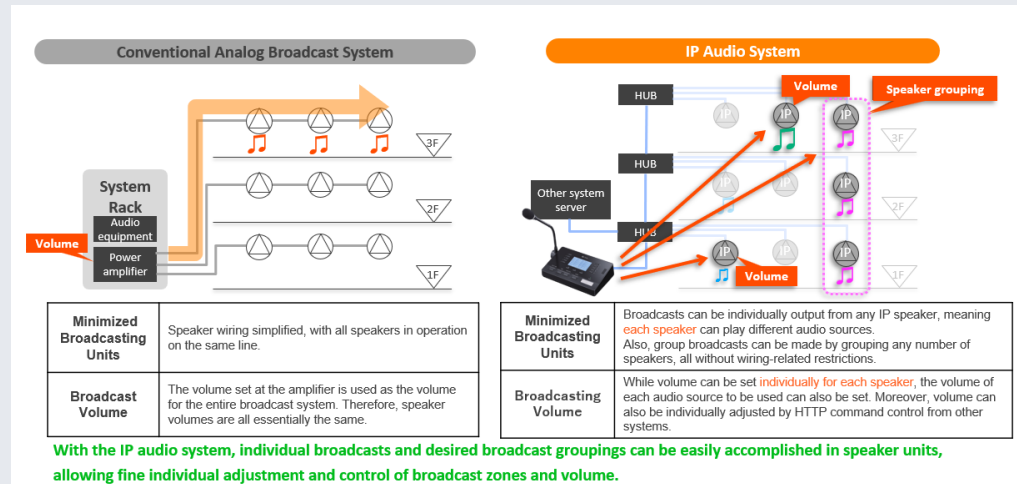 Conventional Analog Broadcast System
3F
System
Rack
Audio
equipment
Power
amplifier
Volume
2F
1F
Minimized
Broadcasting
Units
Speaker wiring simplified, with all speakers in operation
on the same line.
Broadcast
Volume
The volume set at the amplifier is used as the volume
for the entire broadcast system. Therefore, speaker
volumes are all essentially the same.
IP Audio System
HUB
Volume
Speaker grouping
IP
IP
IP
3F
HUB
IP
IP
IP
2F
Other system
server
HUB
IP
IP
IP
Volume
1F
Minimized
Broadcasting
Units
Broadcasts can be individually output from any IP speaker, meaning
each speaker can play different audio sources.
Also, group broadcasts can be made by grouping any number of
speakers, all without wiring-related restrictions.
Broadcasting
Volume
While volume can be set individually for each speaker, the volume of
each audio source to be used can also be set. Moreover, volume can
also be individually adjusted by HTTP command control from other
systems.
With the IP audio system, individual broadcasts and desired broadcast groupings can be easily accomplished in speaker units,
allowing fine individual adjustment and control of broadcast zones and volume.